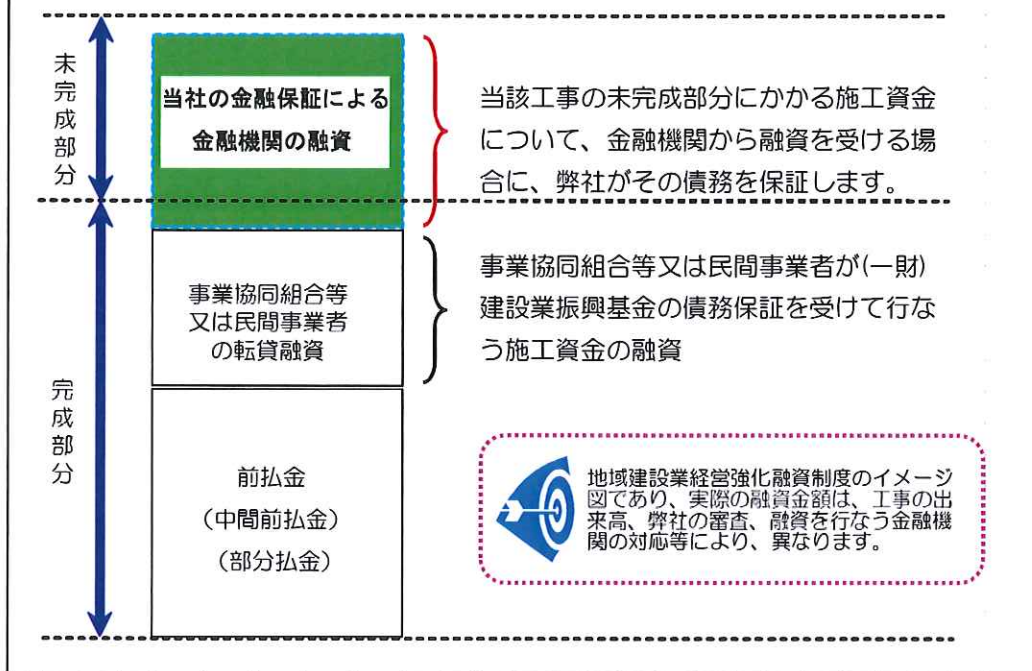 未完成部分
当社の金融保証による
金融機関の融資
当該工事の未完成部分にかかる施工資金
について、金融機関から融資を受ける場
合に、弊社がその債務を保証します。
完成部分
事業協同組合等
又は民間事業者
の転貸融資
事業協同組合等又は民間事業者が(一財)
建設業振興基金の債務保証を受けて行な
う施工資金の融資
前払金
（中間前払金）
（部分払金）
地域建設業経営強化融資制度のイメージ
図であり、実際の融資金額は、工事の出
来高、弊社の審査、融資を行なう金融機
関の対応等により、異なります。